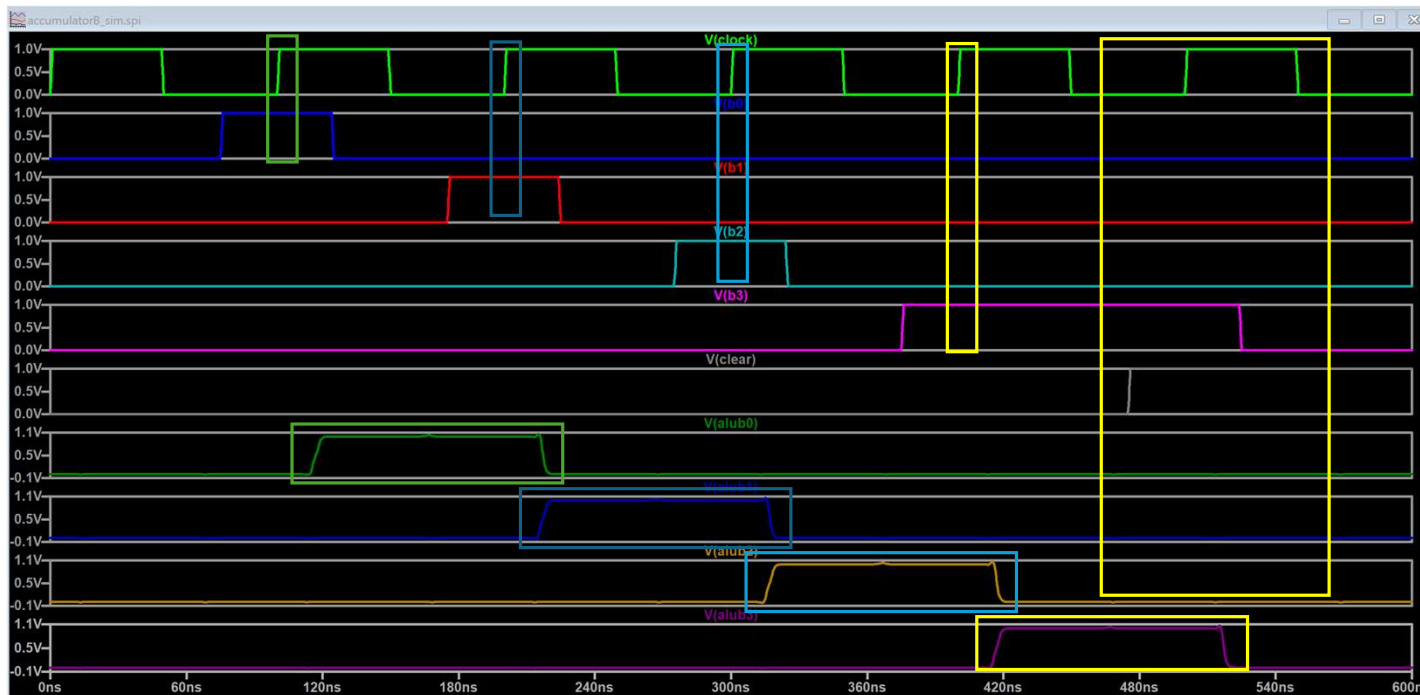 accumulatorB_sim.spi
V(clock)
1.0V
0.5V
0.0V
V(b0)
1.0V
0.5V
0.0V
V(b1)
1.0V
0.5V
0.0V
V(b2)
1.0V
0.5V
0.0V
V(b3)
1.0V
0.5V
0.0V
V(clear)
1.0V
0.5V
0.0V
V(alub0)
1.1V
0.5V
-0.1V
V(alub1)
1.1V
0.5V
-0.1V
V(alub2)
1.1V
0.5V
-0.1V
V(alub3)
1.1V
0.5V
-0.1V
0ns 60ns 120ns 180ns 240ns 300ns 360ns 420ns 480ns 540ns